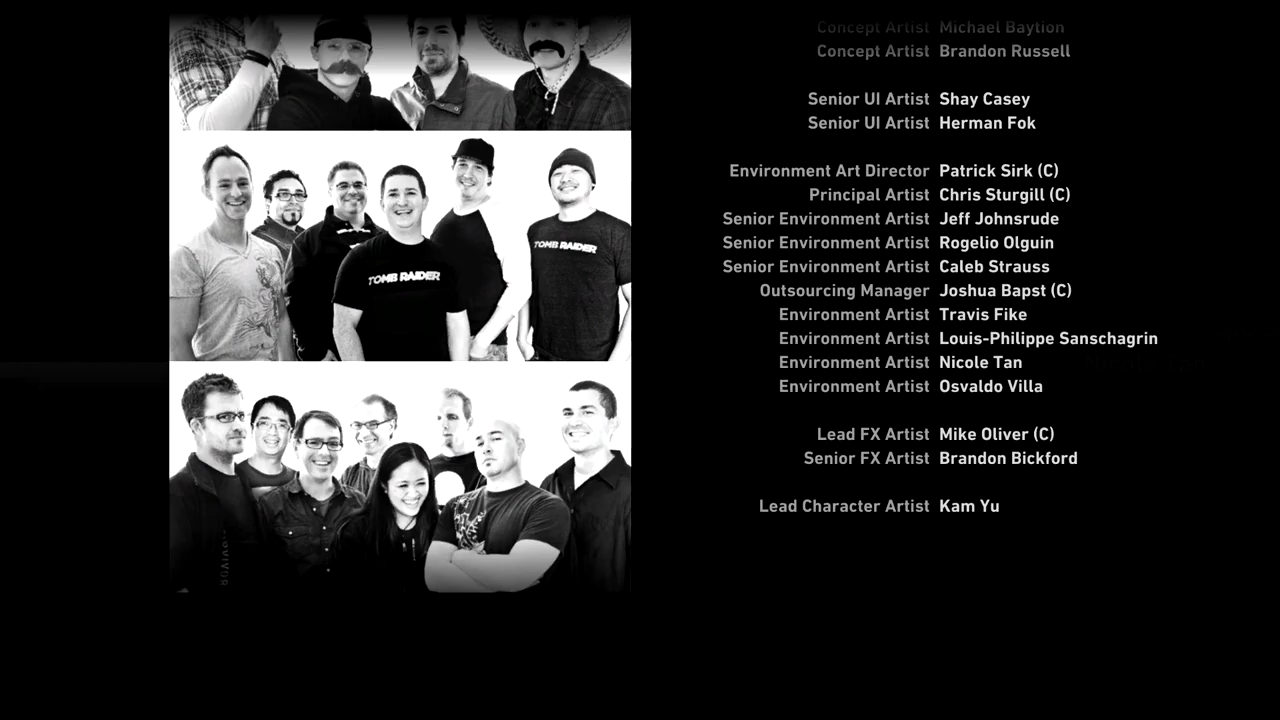 Concept Artist Michael Baytion
Concept Artist Brandon Russell
Senior UI Artist Shay Casey
Senior UI Artist Herman Fok
Environment Art Director Patrick Sirk (C)
Principal Artist Chris Sturgill (C)
Senior Environment Artist Jeff Johnsrude
Senior Environment Artist Rogelio Olguin
Senior Environment Artist Caleb Strauss
Outsourcing Manager Joshua Bapst (C)
Environment Artist Travis Fike
Environment Artist Louis-Philippe Sanschagrin
Environment Artist Nicole Tan
Environment Artist Osvaldo Villa
Lead FX Artist Mike Oliver (C)
Senior FX Artist Brandon Bickford
Lead Character Artist Kam Yu
TOMB RAIDER
TOMB RAIDER